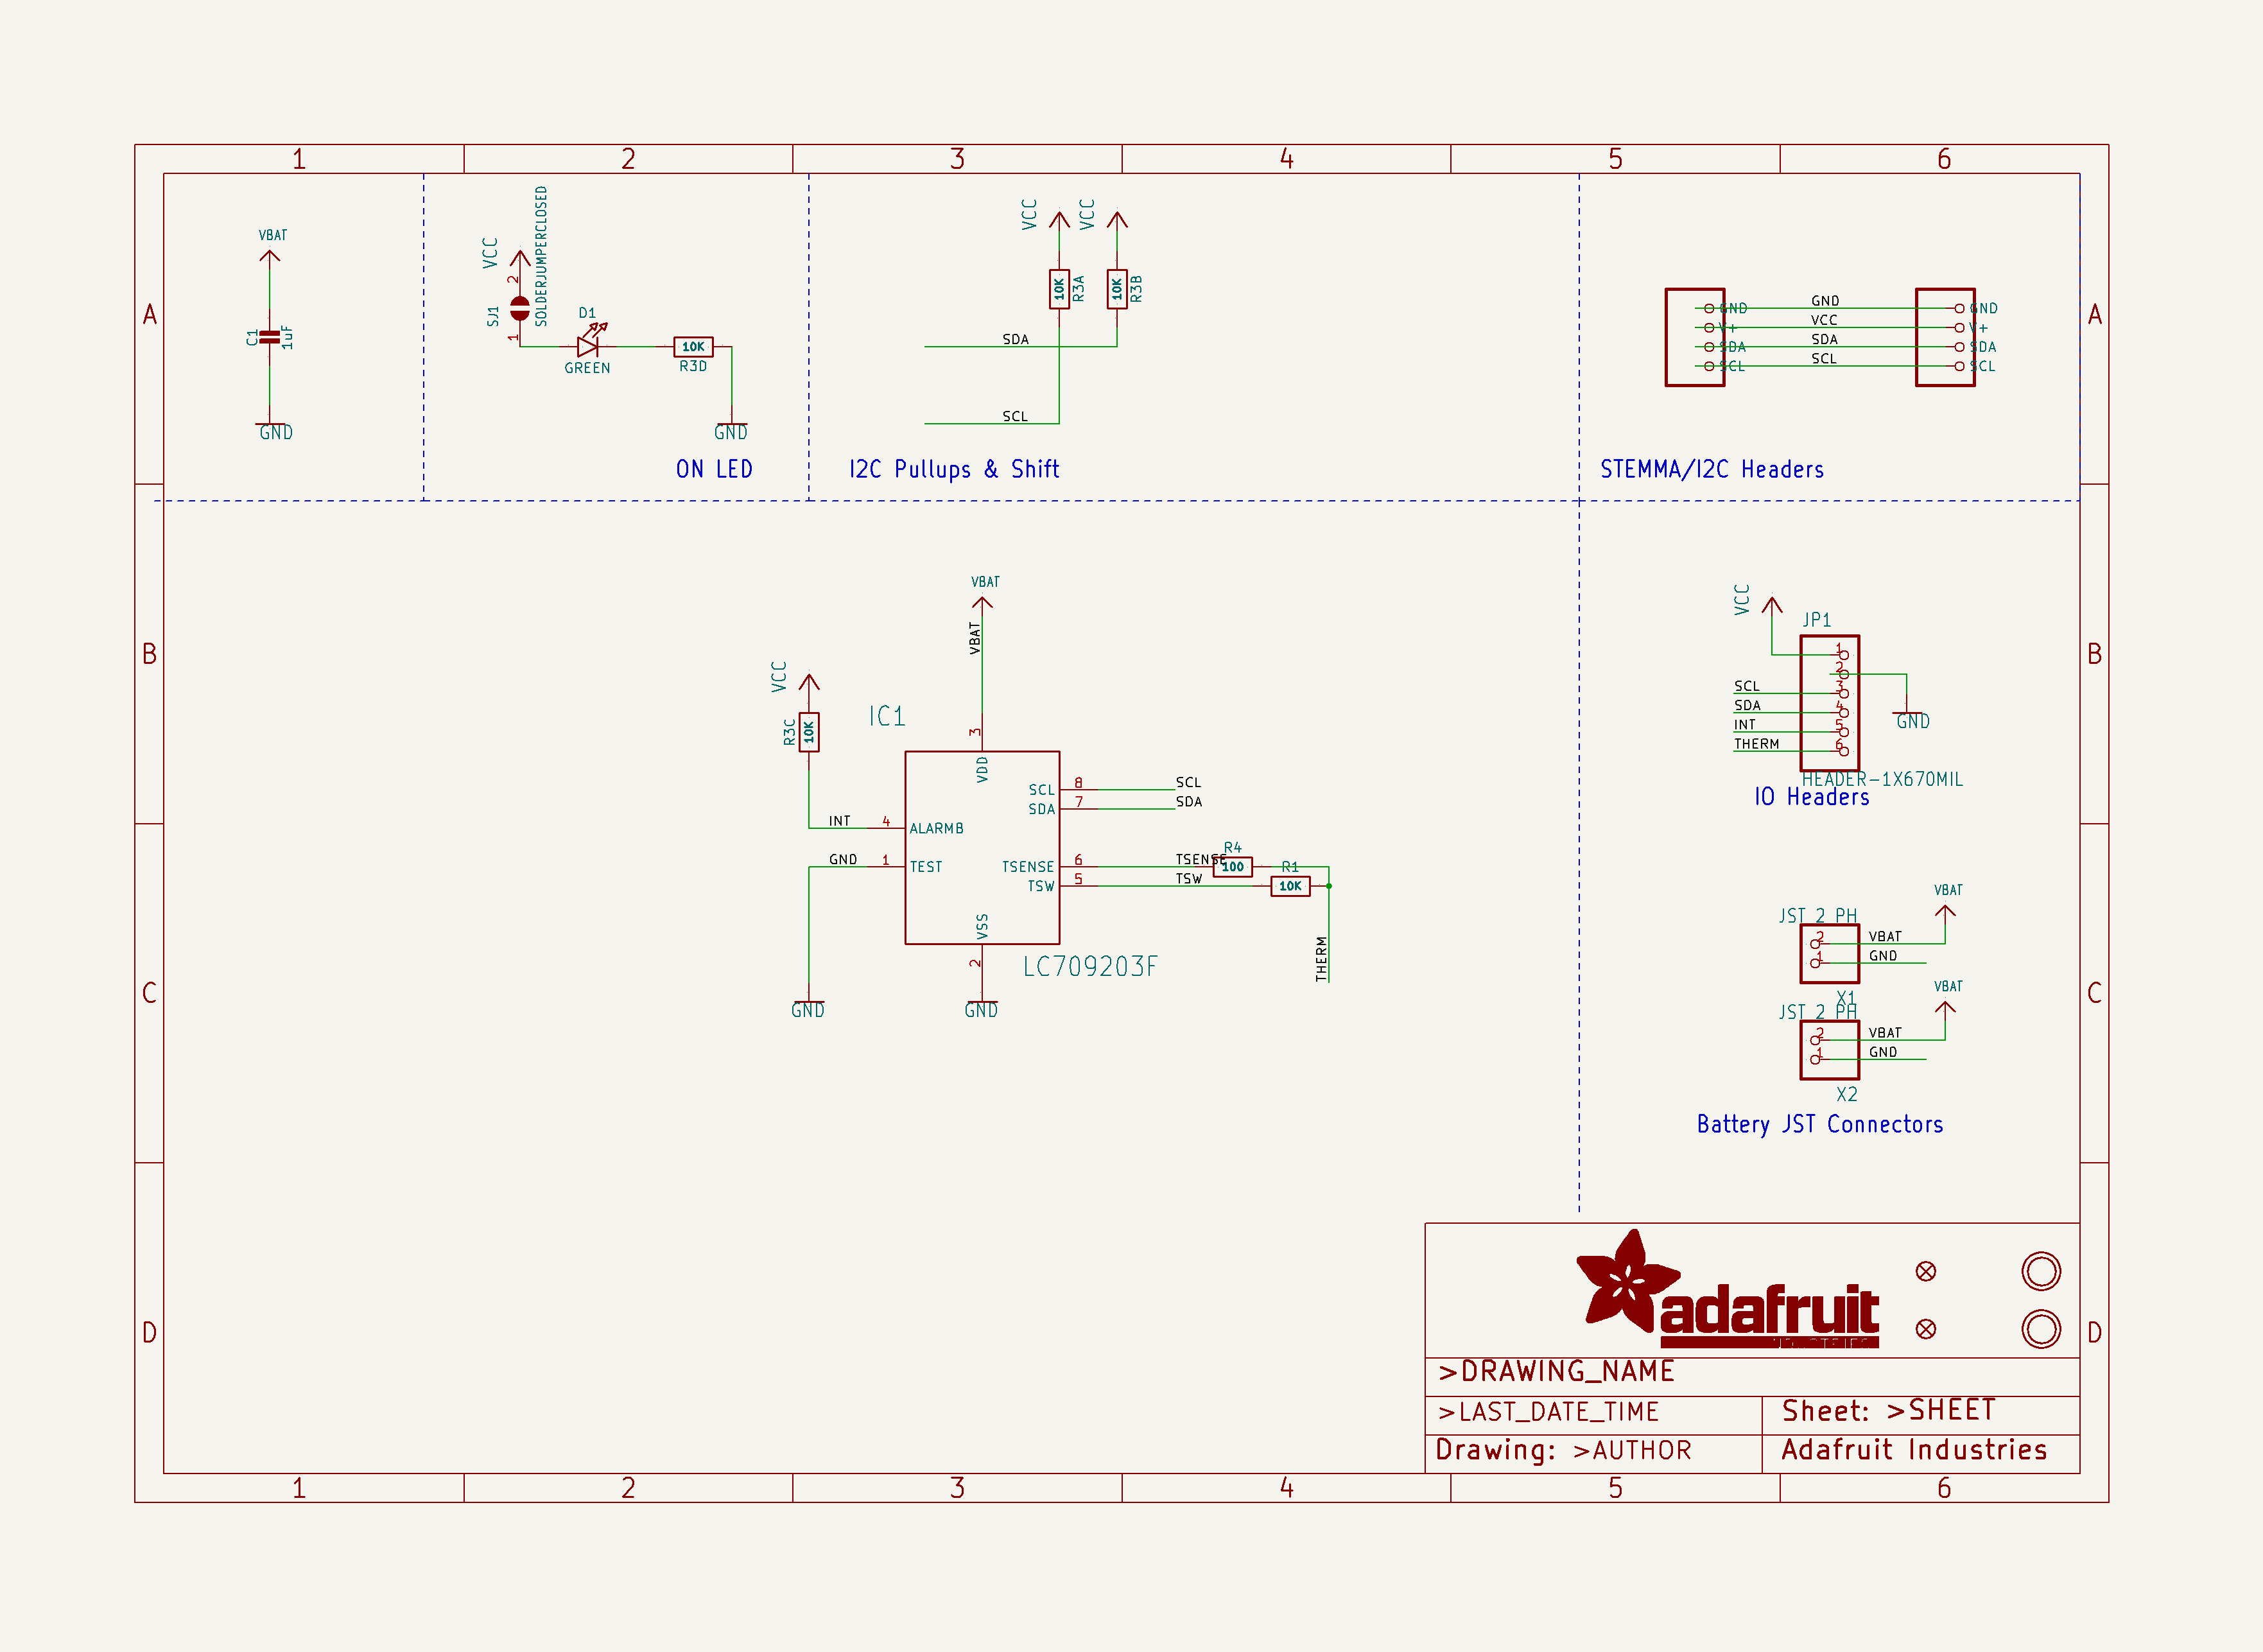 1 2 3 4 5 6
A
A
VBAT
C1
1uF
GND
VCC
2
SJ1
SOLDERJUMPERCLOSED
1
D1
GREEN
10K
R3D
GND
ON LED
VCC
VCC
10K
R3A
10K
R3B
SDA
SCL
I2C Pullups & Shift
GND
V+
SDA
SCL
GND
VCC
SDA
SCL
GND
V+
SDA
SCL
STEMMA/I2C Headers
B
B
VBAT
VBAT
VCC
R3C
10K
IC1
3
VDD
SCL
8
SCL
SDA
7
SDA
INT
4
ALARMB
GND
1
TEST
TSENSE
6
TSENSE
R4
100
TSW
5
TSW
R1
10K
VSS
2
THERM
LC709203F
GND
GND
VCC
JP1
1
2
SCL
3
SDA
4
INT
5
THERM
6
GND
HEADER-1X670MIL
IO Headers
C
C
VBAT
JST 2 PH
2
VBAT
1
GND
X1
VBAT
JST 2 PH
2
VBAT
1
GND
X2
Battery JST Connectors
D
D
adafruit
>DRAWING_NAME
>LAST_DATE_TIME
Sheet: >SHEET
Drawing: >AUTHOR
Adafruit Industries
1 2 3 4 5 6